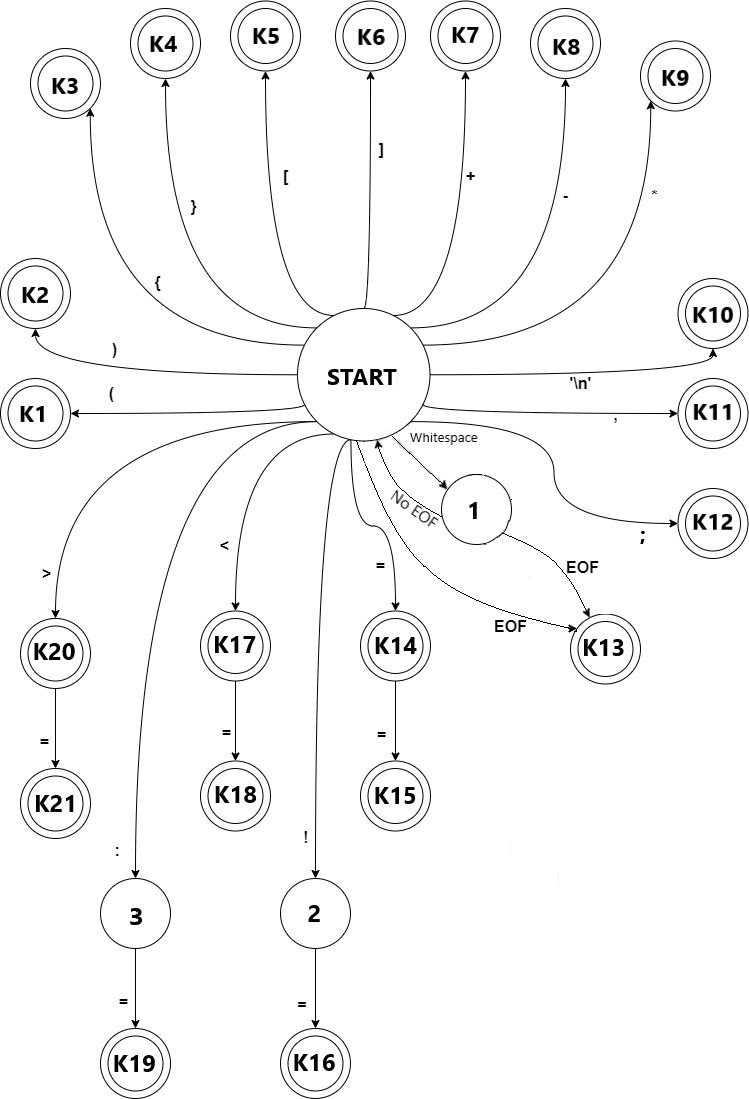 K6
K5
K7
K4
K8
K9
K3
]
[
+
}
-
*
{
K2
K10
)
START
'\n'
(
K1
K11
,
Whitespace
1
No EOF
K12
;
>
<
=
EOF
EOF
K20
K17
K14
K13
=
=
=
K21
K18
K15
:
!
3
2
=
=
K19
K16